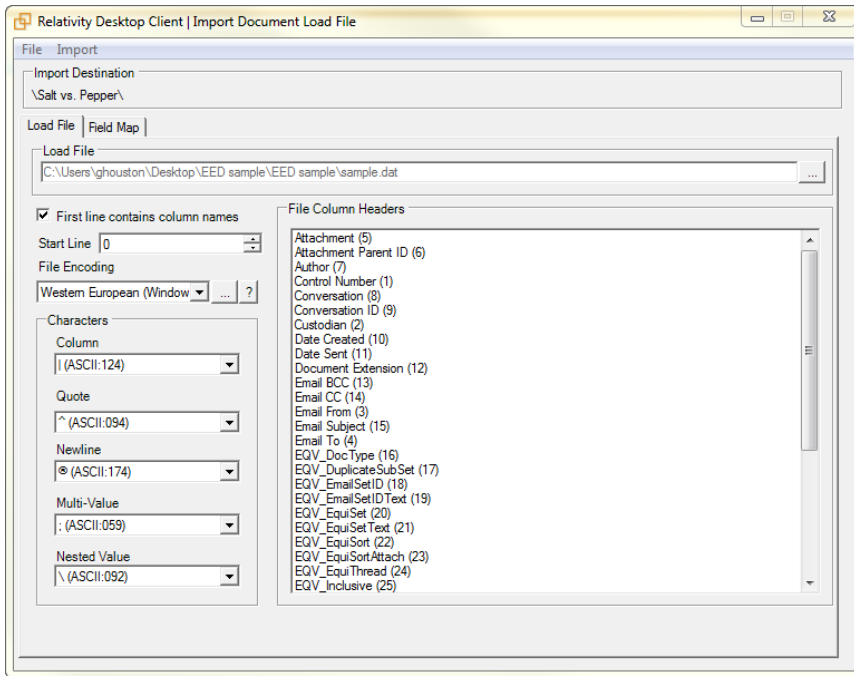 Relativity Desktop Client | Import Document Load File
File Import
Import Destination
\Salt vs. Pepper\
Load File Field Map
Load File
C:\Users\ghouston\Desktop\EED sample\EED sample\sample.dat
...
First line contains column names
Start Line 0
File Encoding
Western European (Window
... ?
Characters
Column
| (ASCII:124)
Quote
^ (ASCII:094)
Newline
® (ASCII:174)
Multi-Value
; (ASCII:059)
Nested Value
\ (ASCII:092)
File Column Headers
Attachment (5)
Attachment Parent ID (6)
Author (7)
Control Number (1)
Conversation (8)
Conversation ID (9)
Custodian (2)
Date Created (10)
Date Sent (11)
Document Extension (12)
Email BCC (13)
Email CC (14)
Email From (3)
Email Subject (15)
Email To (4)
EQV_DocType (16)
EQV_DuplicateSubSet (17)
EQV_EmailSetID (18)
EQV_EmailSetIDText (19)
EQV_EquiSet (20)
EQV_EquiSetText (21)
EQV_EquiSort (22)
EQV_EquiSortAttach (23)
EQV_EquiThread (24)
EQV_Inclusive (25)